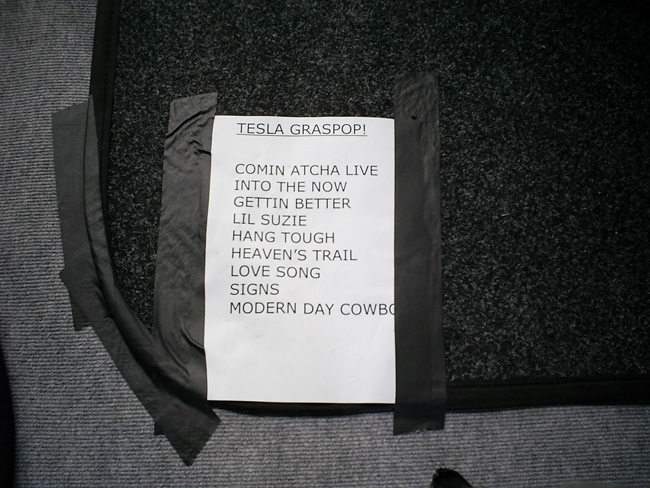 TESLA GRASPOP!
COMIN ATCHA LIVE
INTO THE NOW
GETTIN BETTER
LIL SUZIE
HANG TOUGH
HEAVEN'S TRAIL
LOVE SONG
SIGNS
MODERN DAY COWBO